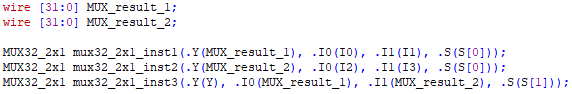 wire [31:0] MUX_result_1;
wire [31:0] MUX_result_2;
MUX32_2x1 mux32_2x1_inst1(.Y(MUX_result_1), .I0(I0), .I1(I1), .S(S[0]));
MUX32_2x1 mux32_2x1_inst2(.Y(MUX_result_2), .I0(I2), .I1(I3), .S(S[0]));
MUX32_2x1 mux32_2x1_inst3(.Y(Y), .I0(MUX_result_1), .I1(MUX_result_2), .S(S[1]));